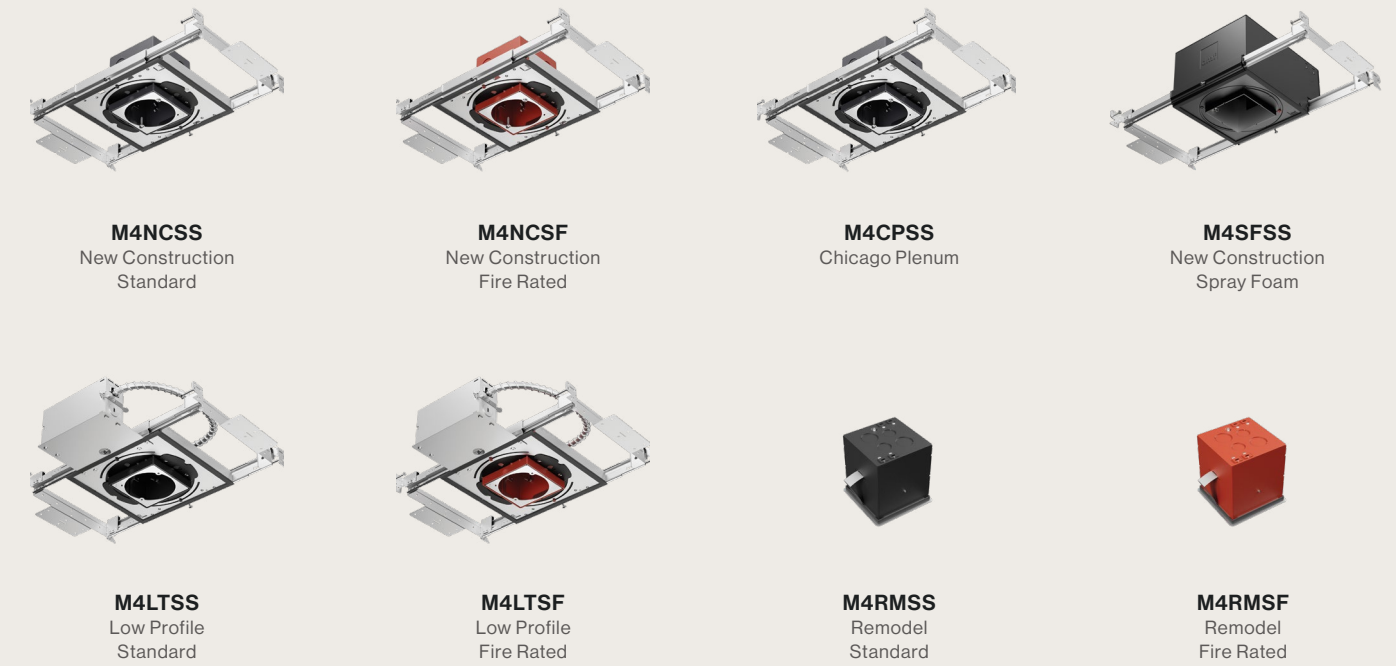 M4NCSS
New Construction
Standard
M4NCSF
New Construction
Fire Rated
M4CPSS
Chicago Plenum
M4SFSS
New Construction
Spray Foam
M4LTSS
Low Profile
Standard
M4LTSF
Low Profile
Fire Rated
M4RMSS
Remodel
Standard
M4RMSF
Remodel
Fire Rated